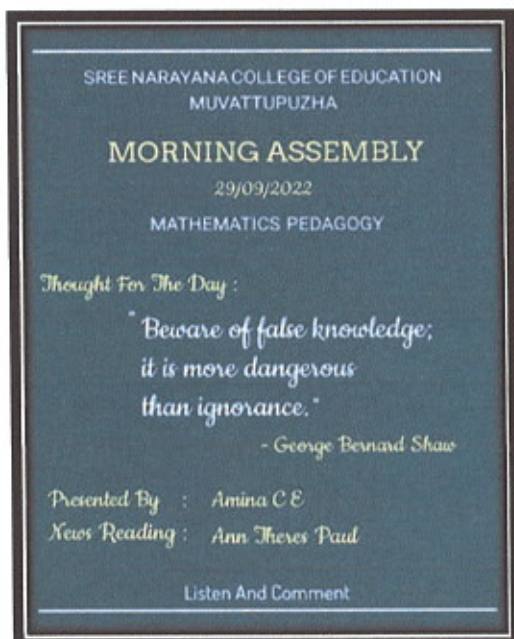 SREE NARAYANA COLLEGE OF EDUCATION
MUVATTUPUZHA
MORNING ASSEMBLY
29/09/2022
MATHEMATICS PEDAGOGY
Thought For The Day :
"Beware of false knowledge;
it is more dangerous
than ignorance."
- George Bernard Shaw
Presented By : Amina C E
News Reading : Ann Theres Paul
Listen And Comment